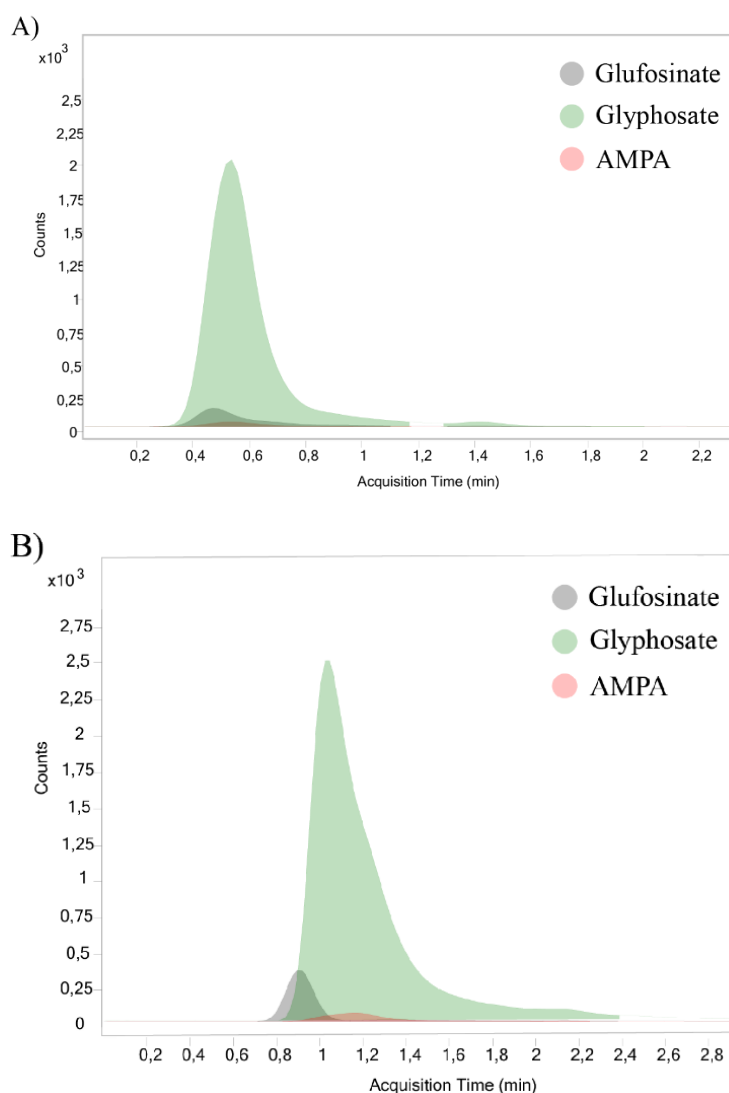 A)
x10³
Glufosinate
Glyphosate
AMPA
2,5
2,25
2
1,75
1,5
1,25
1
0,75
0,5
0,25
0
Counts
0,2 0,4 0,6 0,8 1 1,2 1,4 1,6 1,8 2 2,2
Acquisition Time (min)
B)
x10³
Glufosinate
Glyphosate
AMPA
2,75
2,5
2,25
2
1,75
1,5
1,25
1
0,75
0,5
0,25
0
Counts
0,2 0,4 0,6 0,8 1 1,2 1,4 1,6 1,8 2 2,2 2,4 2,6 2,8
Acquisition Time (min)